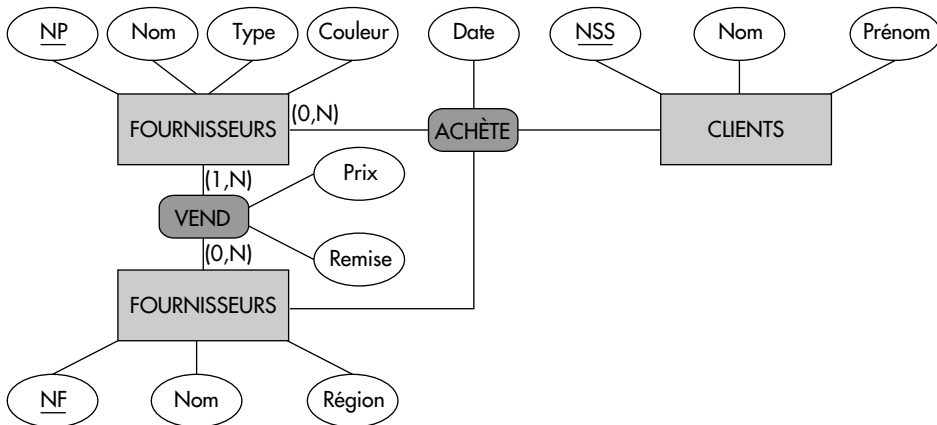 NP
Nom
Type
Couleur
Date
NSS
Nom
Prénom
FOURNISSEURS
(0,N)
ACHÈTE
CLIENTS
(1,N)
Prix
VEND
(0,N)
Remise
FOURNISSEURS
NF
Nom
Région